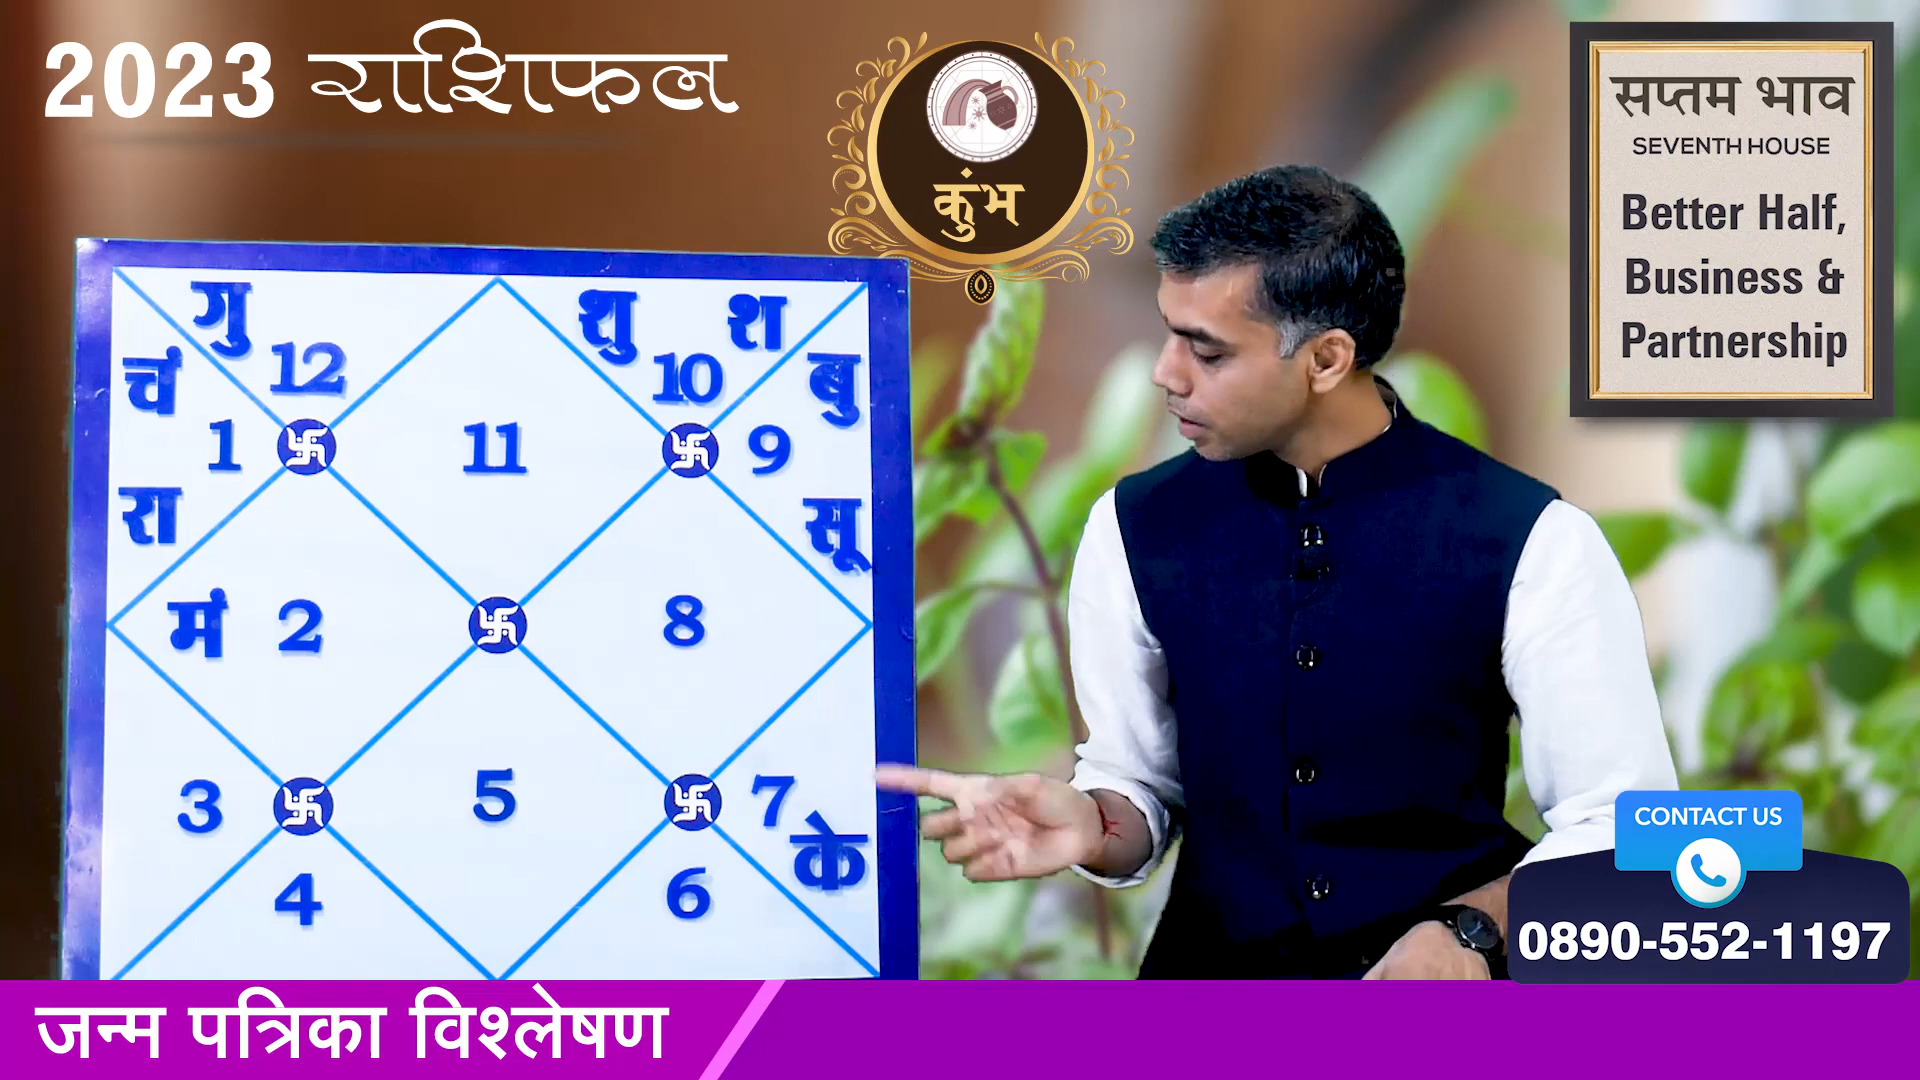 2023 राशिफल
कुंभ
सप्तम भाव
SEVENTH HOUSE
Better Half,
Business &
Partnership
गु
12
शु
10
श
चं
बु
1
11
9
रा
सू
मं
2
8
3
5
7
के
4
6
CONTACT US
0890-552-1197
जन्म पत्रिका विश्लेषण